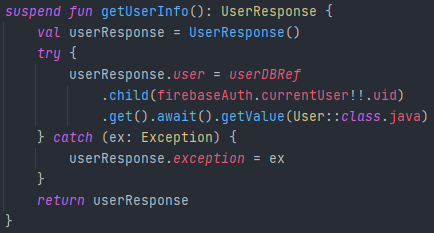 suspend fun getUserInfo(): UserResponse {
    val userResponse = UserResponse()
    try {
        userResponse.user = userDBRef
            .child(firebaseAuth.currentUser!!.uid)
            .get().await().getValue(User::class.java)
    } catch (ex: Exception) {
        userResponse.exception = ex
    }
    return userResponse
}